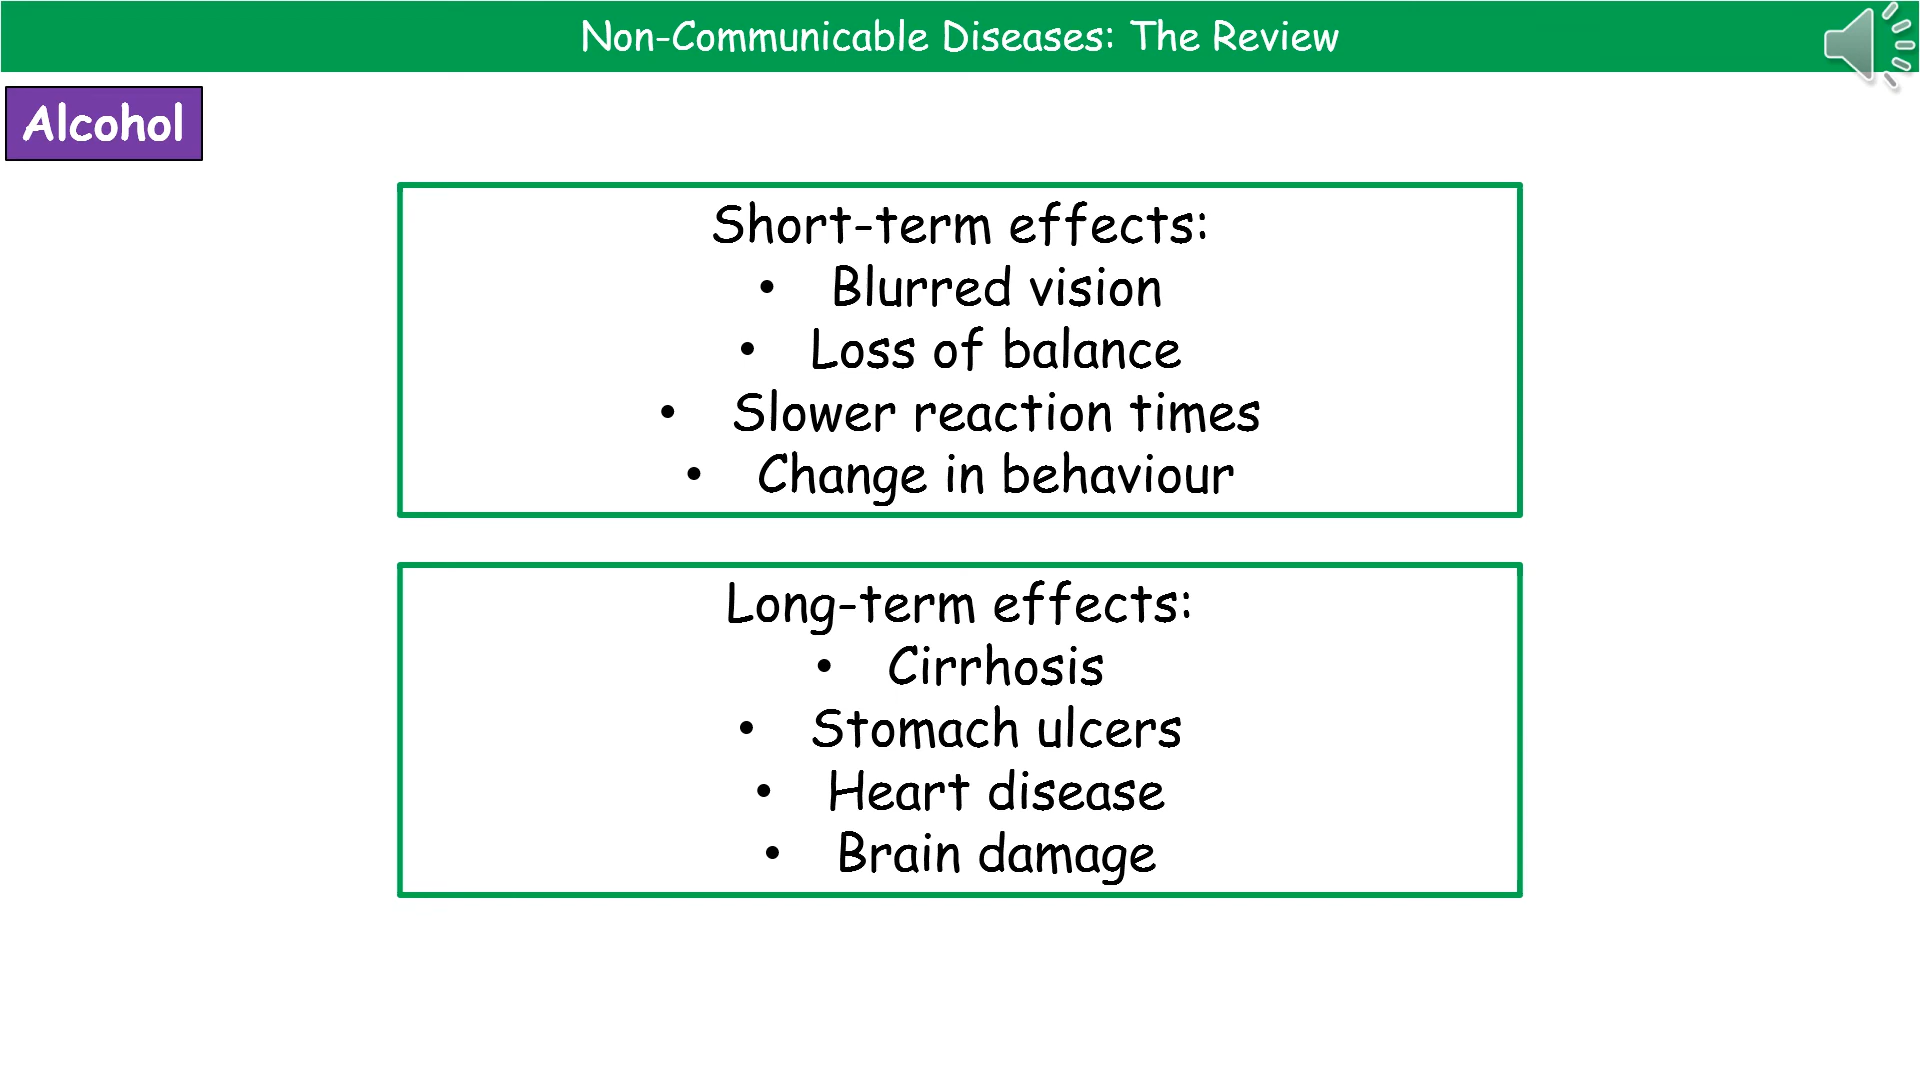 Non-Communicable Diseases: The Review
Alcohol
Short-term effects:
• Blurred vision
• Loss of balance
• Slower reaction times
• Change in behaviour
Long-term effects:
• Cirrhosis
• Stomach ulcers
• Heart disease
• Brain damage